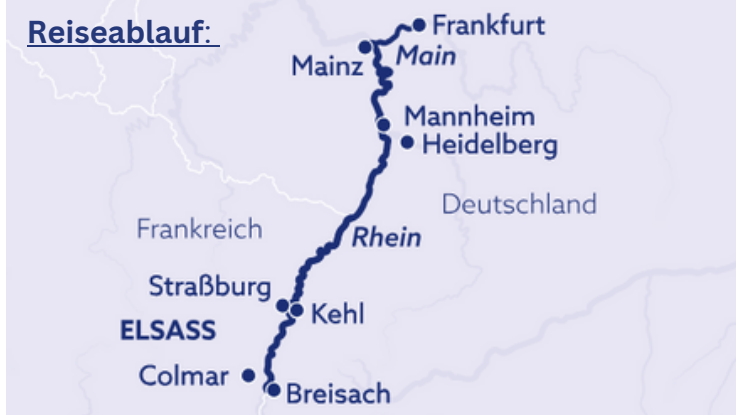 Reiseablauf:
Frankfurt
Mainz
Main
Mannheim
Heidelberg
Deutschland
Frankreich
Rhein
Straßburg
Kehl
ELSASS
Colmar
Breisach